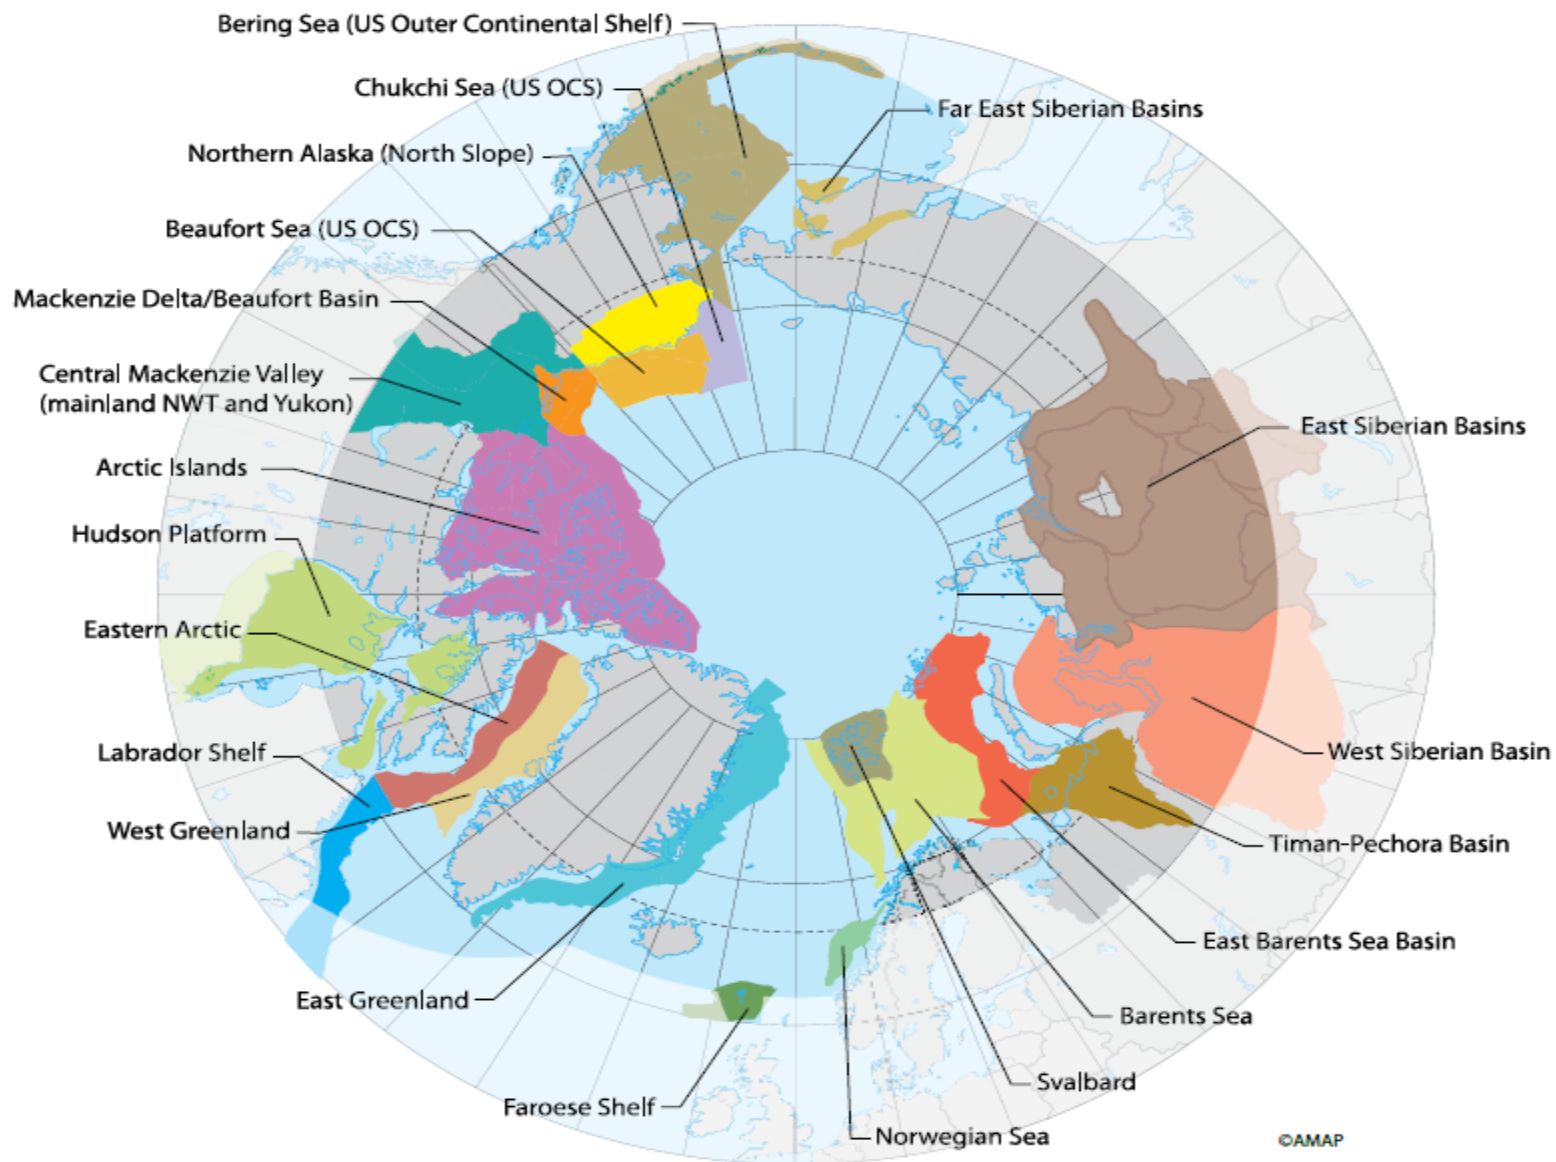 Bering Sea (US Outer Continental Shelf)
Chukchi Sea (US OCS)
Far East Siberian Basins
Northern Alaska (North Slope)
Beaufort Sea (US OCS)
Mackenzie Delta/Beaufort Basin
Central Mackenzie Valley
(mainland NWT and Yukon)
East Siberian Basins
Arctic Islands
Hudson Platform
Eastern Arctic
Labrador Shelf
West Siberian Basin
West Greenland
Timan-Pechora Basin
East Barents Sea Basin
East Greenland
Barents Sea
Svalbard
Faroese Shelf
Norwegian Sea
©AMAP